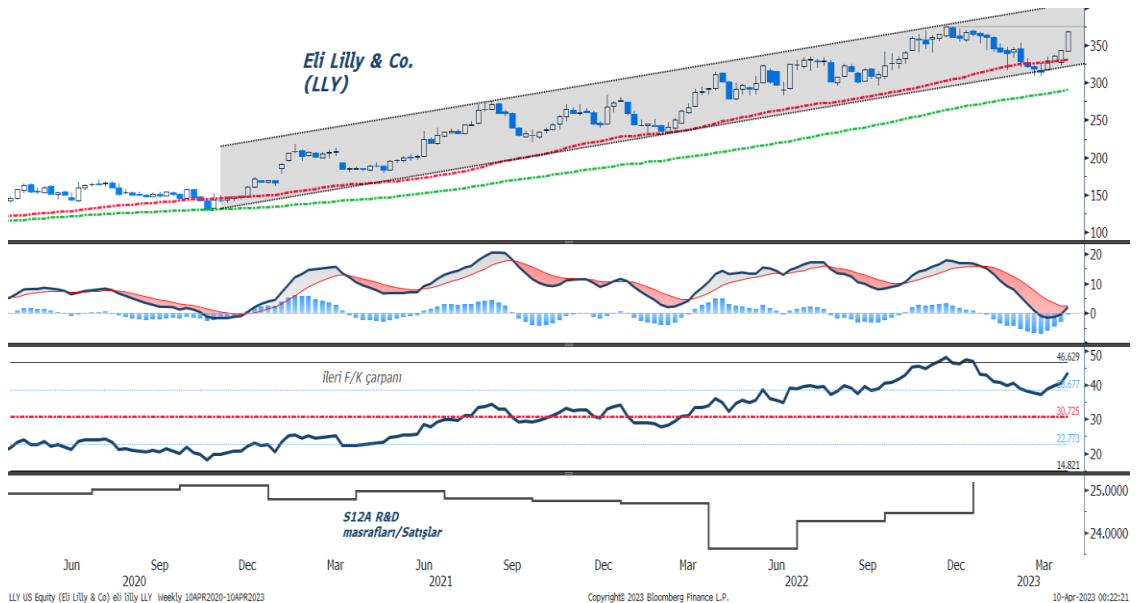 Eli Lilly & Co.
(LLY)
350
300
250
200
150
100
20
10
0
ileri F/K çarpanı
46,629
50
40
30,725
30
22,773
20
14,821
S12A R&D
masrafları/Satışlar
25.0000
24.0000
Jun Sep Dec Mar Jun Sep Dec Mar Jun Sep Dec Mar
2020 2021 2022 2023
LLY US Equity (Eli Lilly & Co) eli lilly LLY Weekly 10APR2020-10APR2023 Copyright© 2023 Bloomberg Finance L.P. 10-Apr-2023 00:22:21